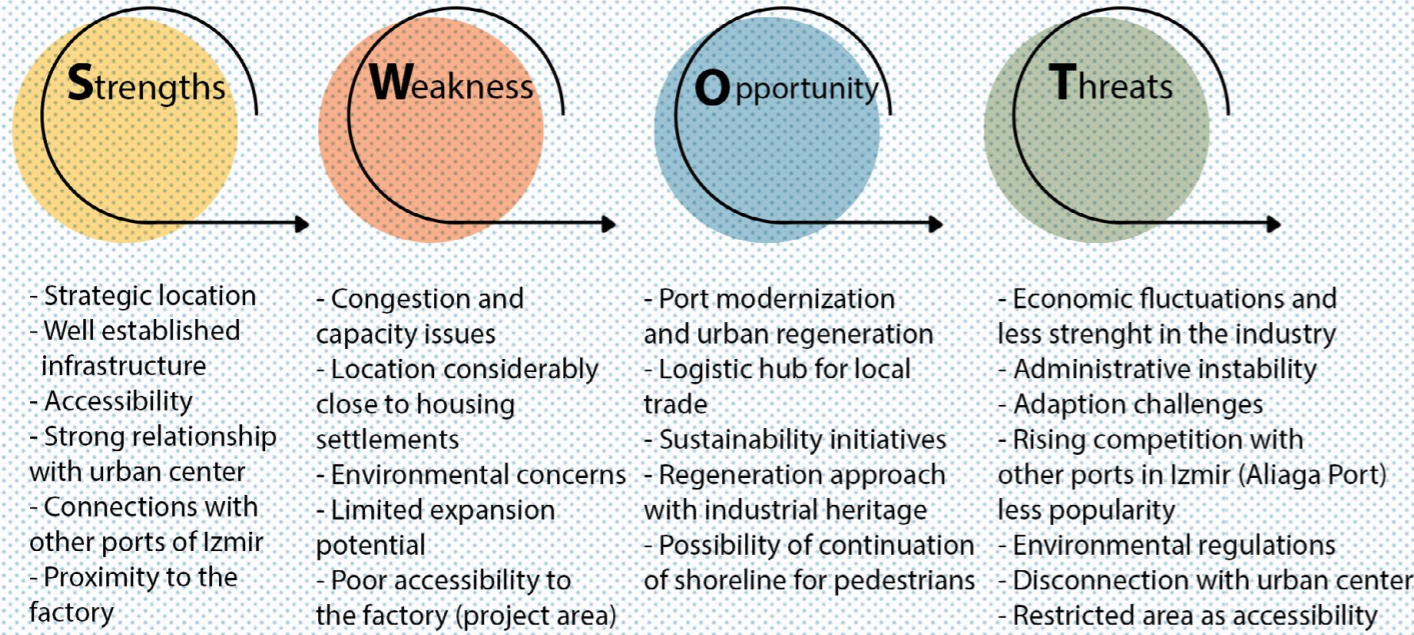 Strengths
- Strategic location
- Well established
infrastructure
- Accessibility
- Strong relationship
with urban center
- Connections with
other ports of Izmir
- Proximity to the
factory
Weakness
- Congestion and
capacity issues
- Location considerably
close to housing
settlements
- Environmental concerns
- Limited expansion
potential
- Poor accessibility to
the factory (project area)
Opportunity
- Port modernization
and urban regeneration
- Logistic hub for local
trade
- Sustainability initiatives
- Regeneration approach
with industrial heritage
- Possibility of continuation
of shoreline for pedestrians
Threats
- Economic fluctuations and
less strenght in the industry
- Administrative instability
- Adaption challenges
- Rising competition with
other ports in Izmir (Aliaga Port)
less popularity
- Environmental regulations
- Disconnection with urban center
- Restricted area as accessibility